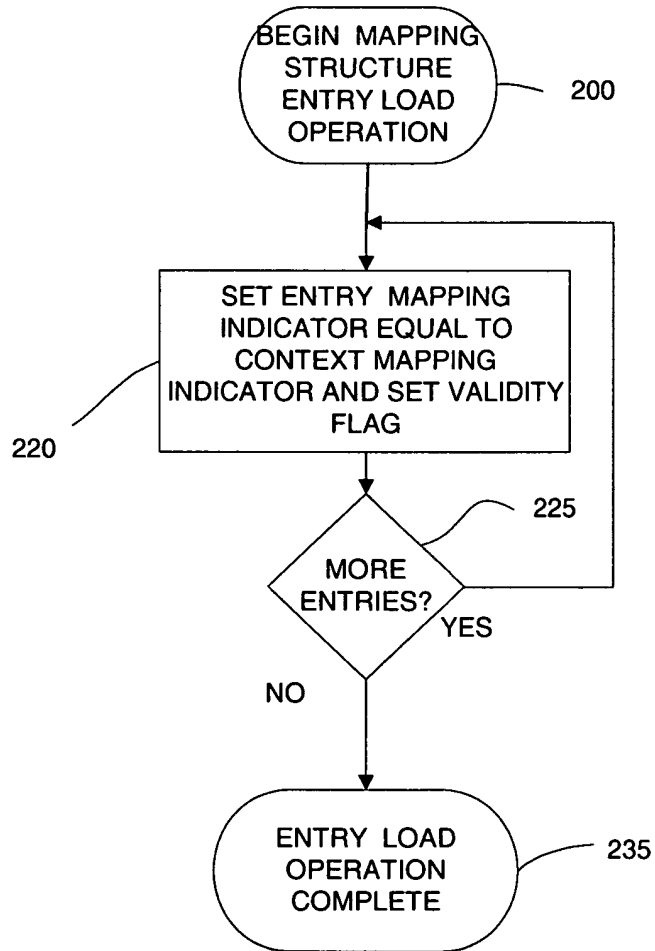 BEGIN MAPPING
STRUCTURE
ENTRY LOAD
OPERATION
200
SET ENTRY MAPPING
INDICATOR EQUAL TO
CONTEXT MAPPING
INDICATOR AND SET VALIDITY
FLAG
220
225
MORE
ENTRIES?
YES
NO
ENTRY LOAD
OPERATION
COMPLETE
235